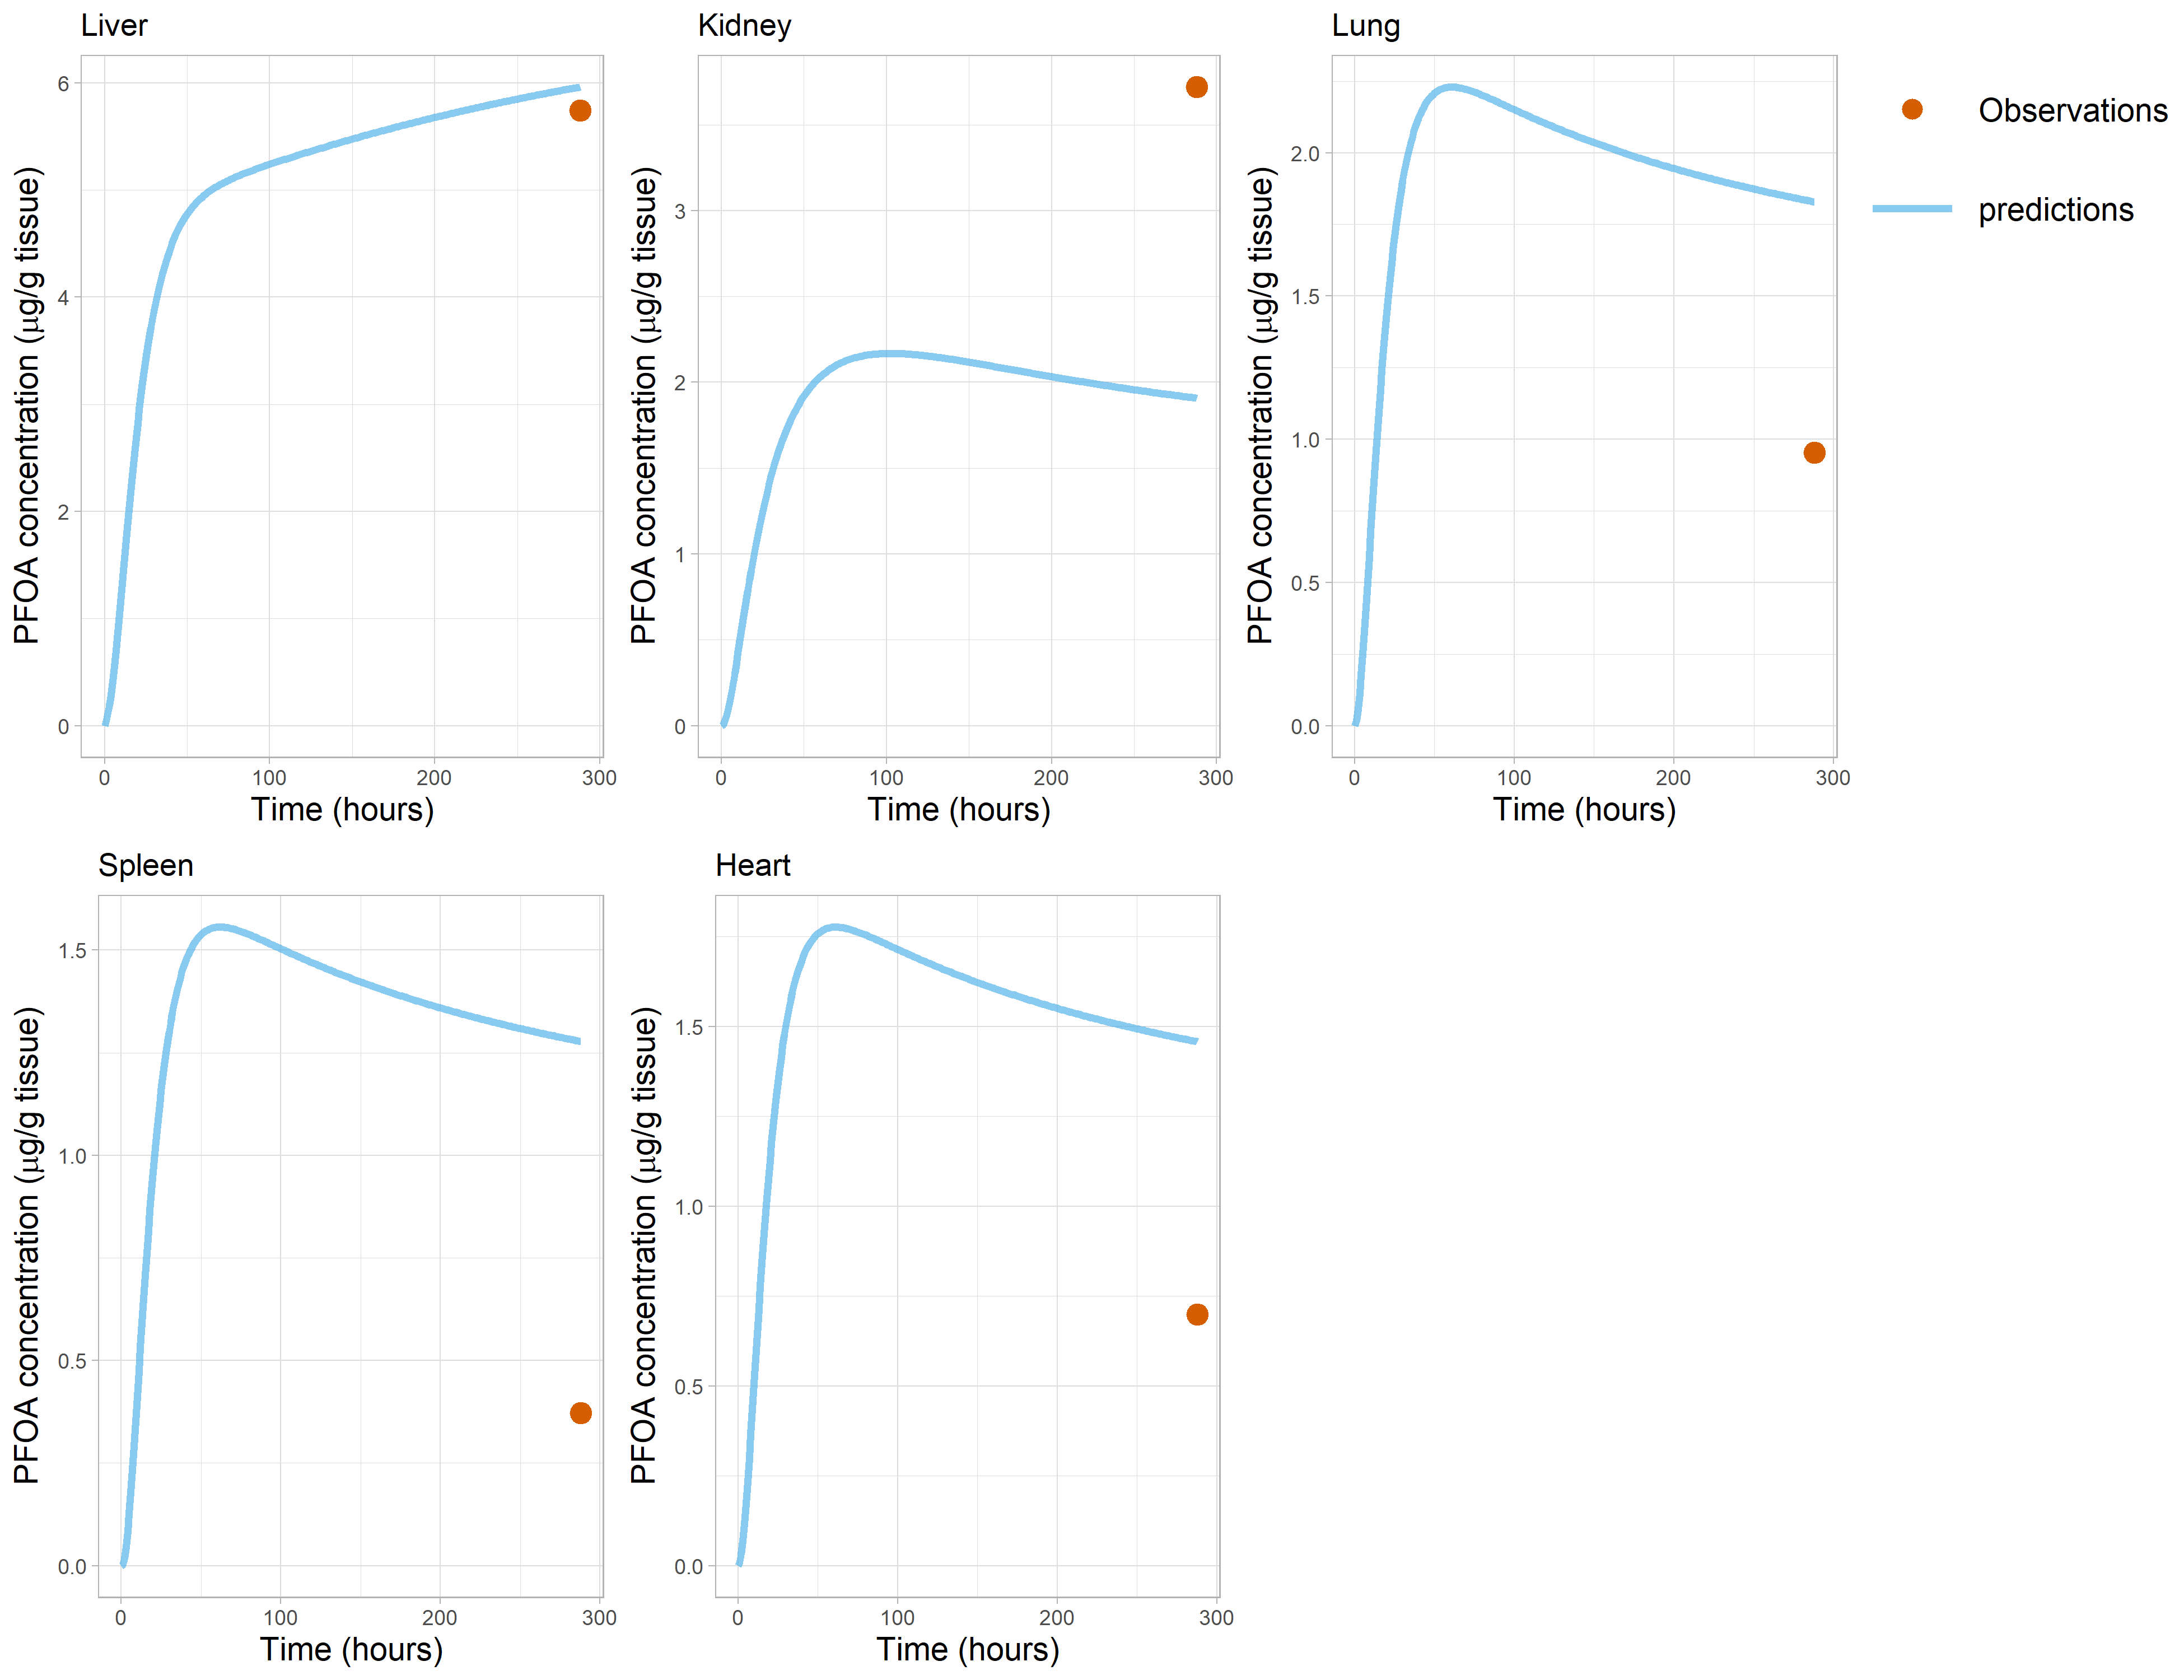 Liver
PFOA concentration (μg/g tissue)
6
4
2
0
0 100 200 300
Time (hours)
Kidney
PFOA concentration (μg/g tissue)
3
2
1
0
0 100 200 300
Time (hours)
Lung
PFOA concentration (μg/g tissue)
2.0
1.5
1.0
0.5
0.0
0 100 200 300
Time (hours)
Observations
predictions
Spleen
PFOA concentration (μg/g tissue)
1.5
1.0
0.5
0.0
0 100 200 300
Time (hours)
Heart
PFOA concentration (μg/g tissue)
1.5
1.0
0.5
0.0
0 100 200 300
Time (hours)